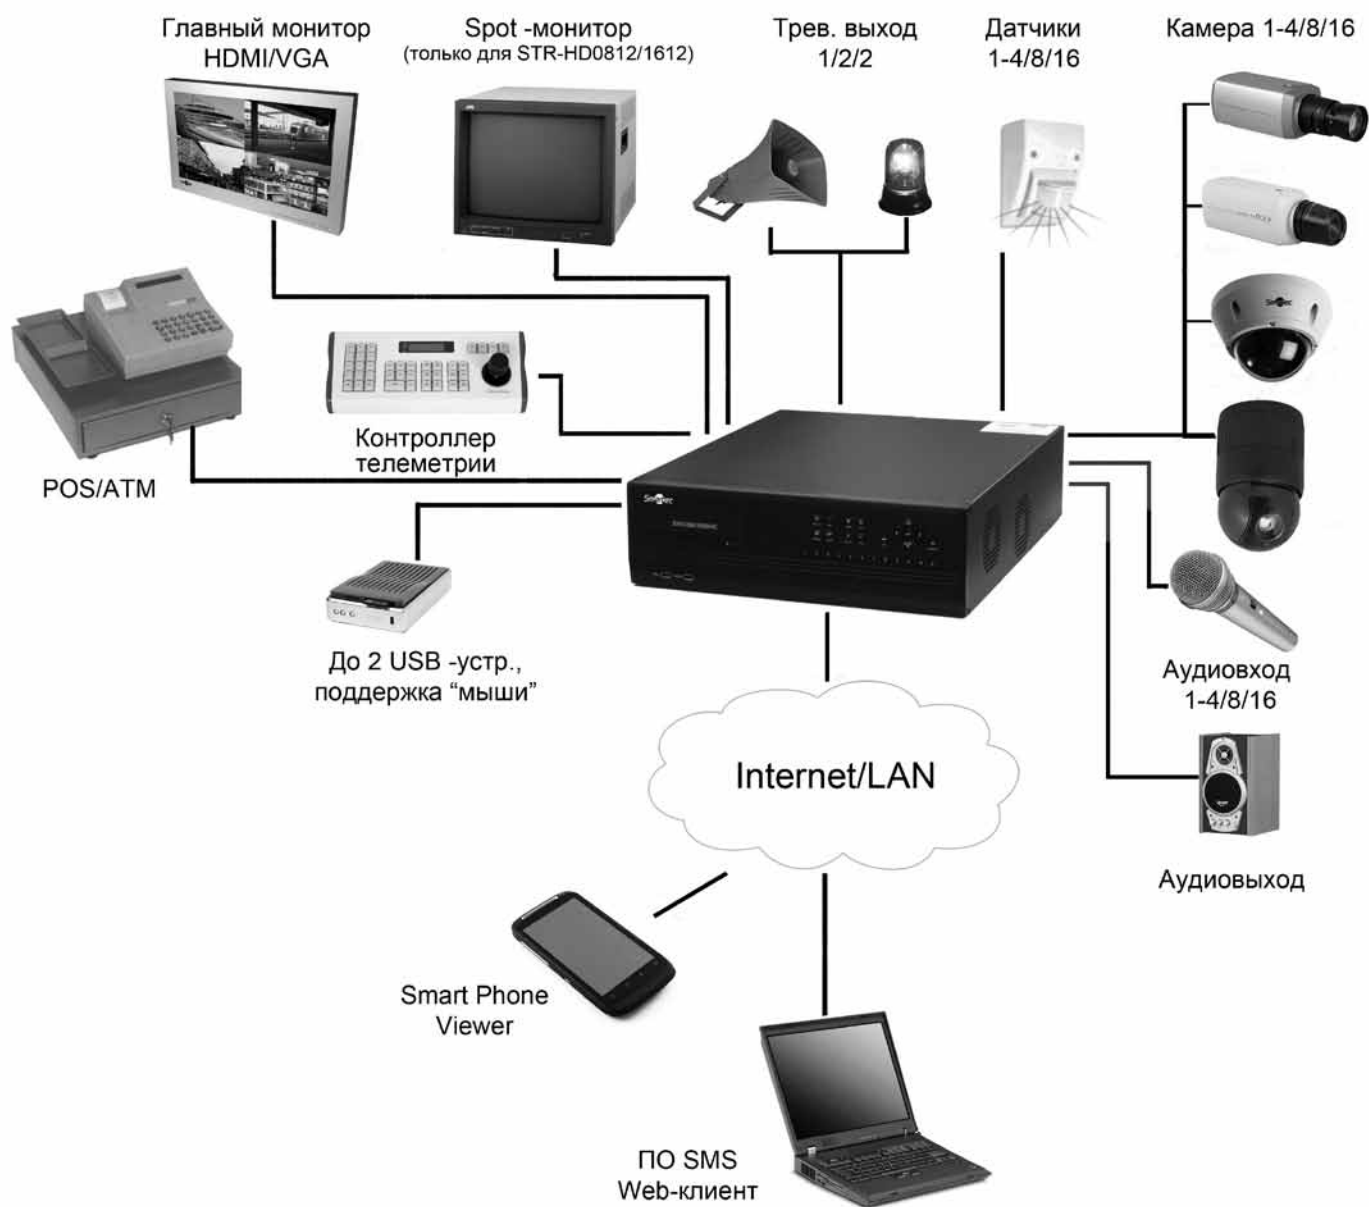 Главный монитор
HDMI/VGA
Spot -монитор
(только для STR-HD0812/1612)
Трев. выход
1/2/2
Датчики
1-4/8/16
Камера 1-4/8/16
POS/ATM
Контроллер
телеметрии
До 2 USB -устр.,
поддержка “мыши”
Аудиовход
1-4/8/16
Internet/LAN
Аудиовыход
Smart Phone
Viewer
ПО SMS
Web-клиент